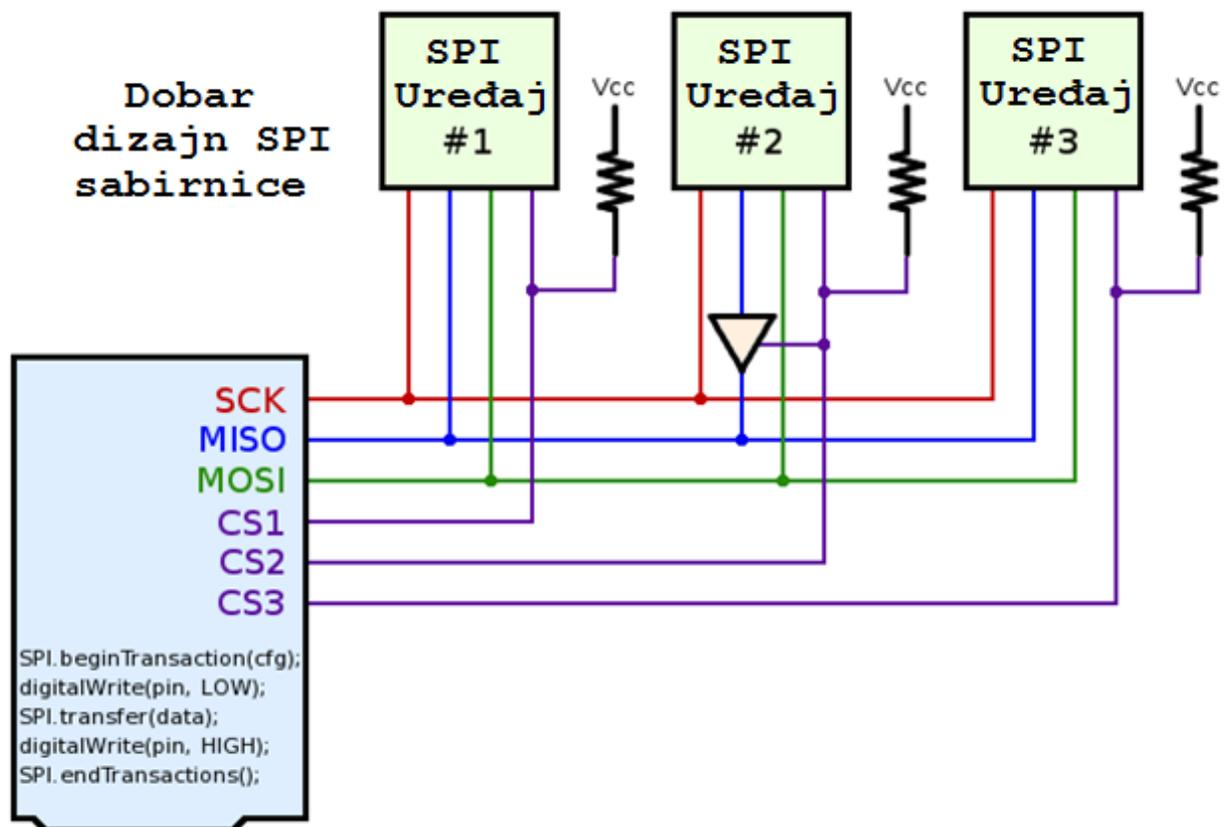 Dobar
dizajn SPI
sabirnice
SPI
Uređaj
#1
Vcc
SPI
Uređaj
#2
Vcc
SPI
Uređaj
#3
Vcc
SCK
MISO
MOSI
CS1
CS2
CS3
SPI.beginTransaction(cfg);
digitalWrite(pin, LOW);
SPI.transfer(data);
digitalWrite(pin, HIGH);
SPI.endTransactions();